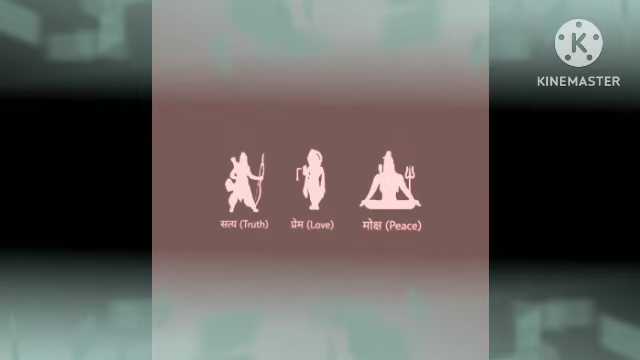 K
KINEMASTER
सत्य (Truth) प्रेम (Love) मोक्ष (Peace)